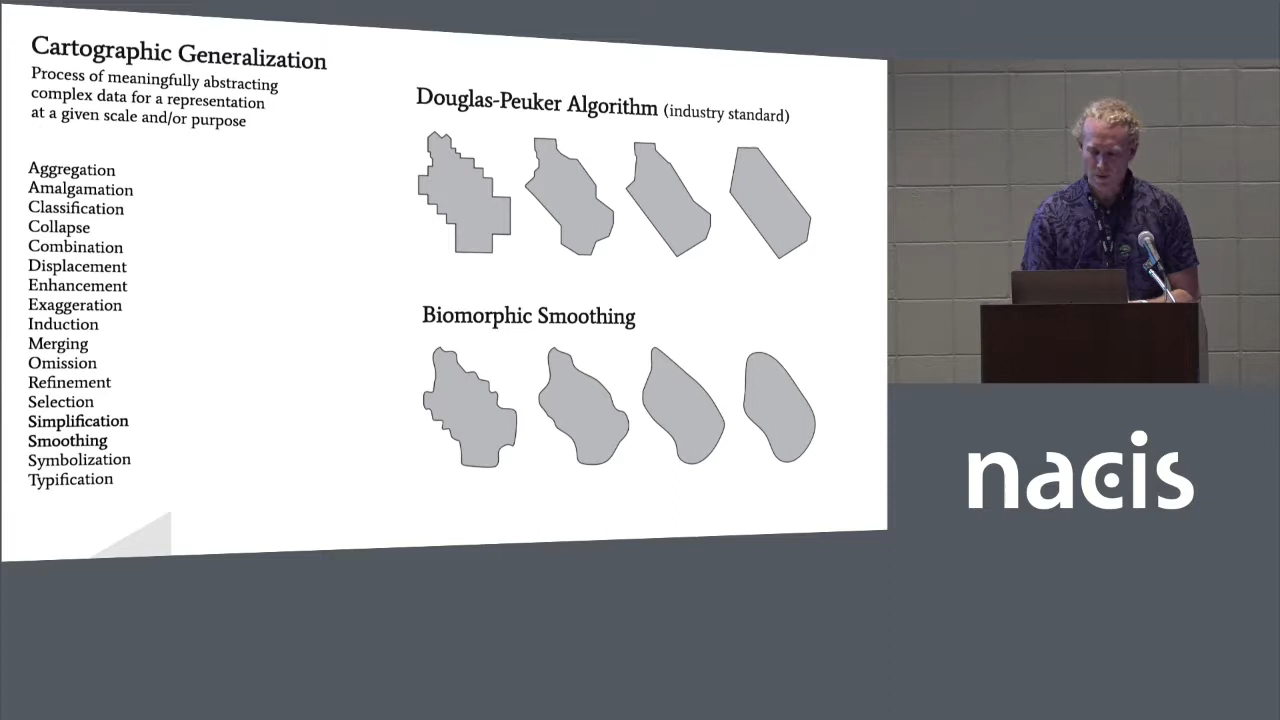 Cartographic Generalization
Process of meaningfully abstracting
complex data for a representation
at a given scale and/or purpose
Aggregation
Amalgamation
Classification
Collapse
Combination
Displacement
Enhancement
Exaggeration
Induction
Merging
Omission
Refinement
Selection
Simplification
Smoothing
Symbolization
Typification
Douglas-Peuker Algorithm (industry standard)
Biomorphic Smoothing
nacis